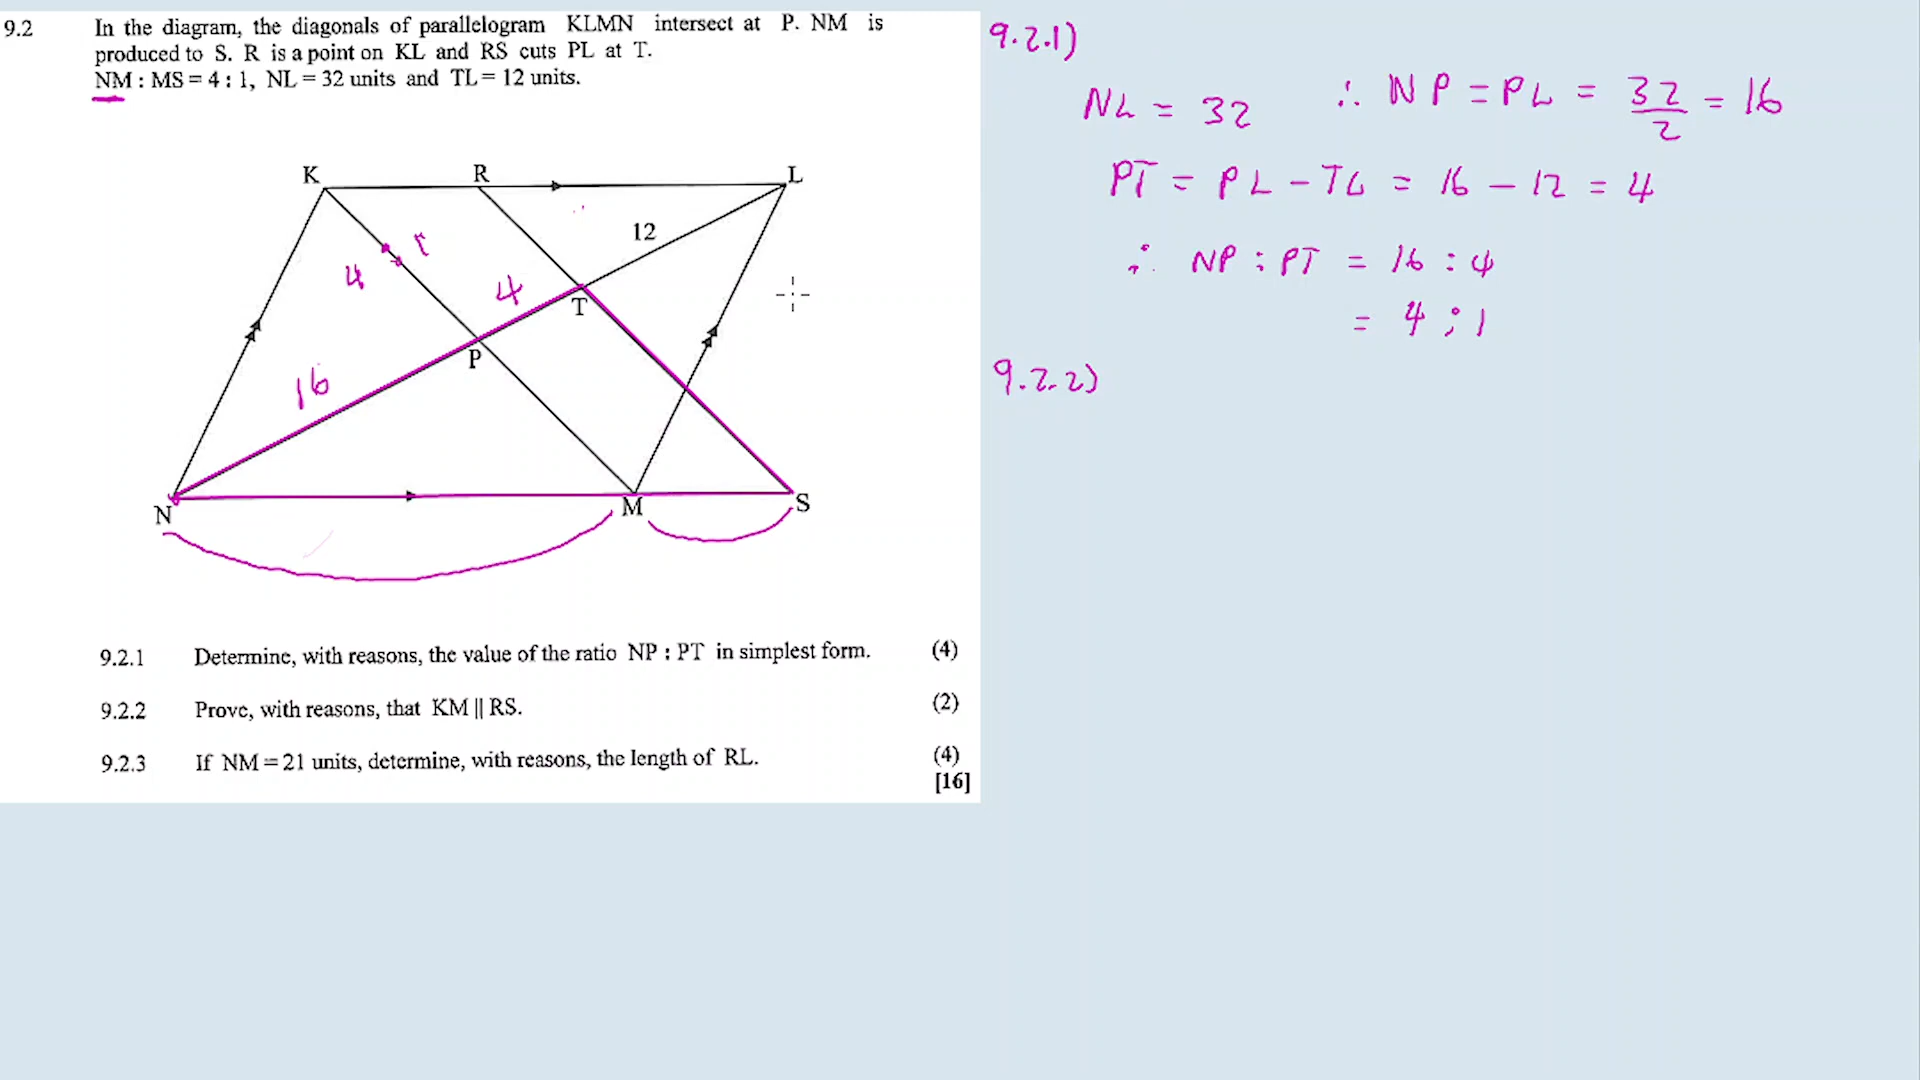 9.2 In the diagram, the diagonals of parallelogram KLMN intersect at P. NM is
produced to S. R is a point on KL and RS cuts PL at T.
NM : MS = 4 : 1, NL = 32 units and TL = 12 units.
K R L
12
4
4 T
P
16
N M S
9.2.1 Determine, with reasons, the value of the ratio NP : PT in simplest form. (4)
9.2.2 Prove, with reasons, that KM || RS. (2)
9.2.3 If NM = 21 units, determine, with reasons, the length of RL. (4)
[16]
9.2.1)
NL = 32 ∴ NP = PL = 32/2 = 16
PT = PL - TL = 16 - 12 = 4
∴ NP : PT = 16 : 4
= 4 : 1
9.2.2)